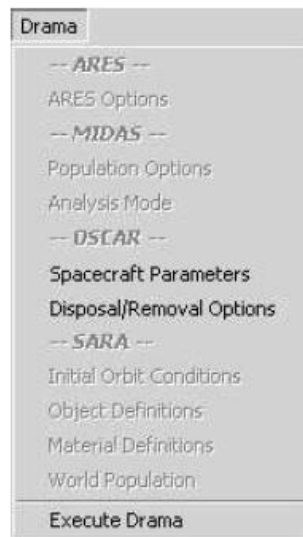 Drama
-- ARES --
ARES Options
-- MIDAS --
Population Options
Analysis Mode
-- OSCAR --
Spacecraft Parameters
Disposal/Removal Options
-- SARA --
Initial Orbit Conditions
Object Definitions
Material Definitions
World Population
Execute Drama